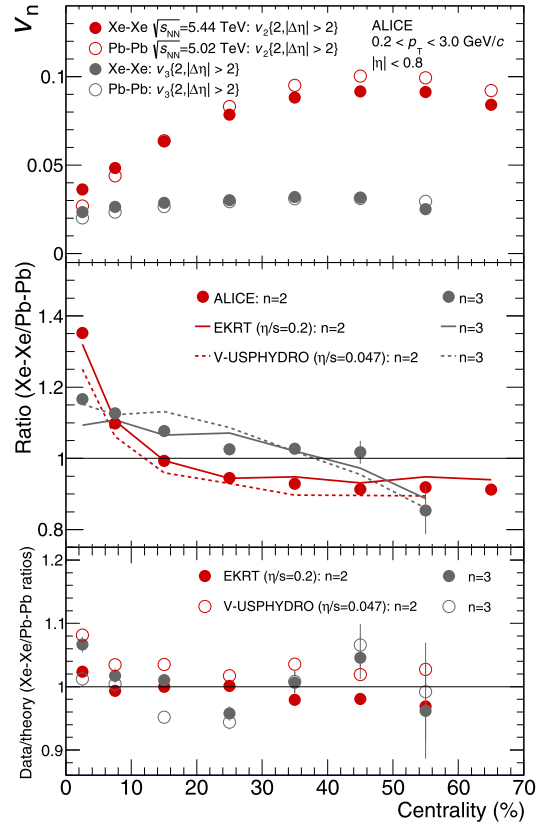 v_n
Xe-Xe √s_NN=5.44 TeV: v_2{2,|Δη| > 2}
Pb-Pb √s_NN=5.02 TeV: v_2{2,|Δη| > 2}
Xe-Xe: v_3{2,|Δη| > 2}
Pb-Pb: v_3{2,|Δη| > 2}
ALICE
0.2 < p_T < 3.0 GeV/c
|η| < 0.8
0.1
0.05
0
Ratio (Xe-Xe/Pb-Pb)
ALICE: n=2
n=3
EKRT (η/s=0.2): n=2
n=3
V-USPHYDRO (η/s=0.047): n=2
n=3
1.4
1.2
1
0.8
Data/theory (Xe-Xe/Pb-Pb ratios)
EKRT (η/s=0.2): n=2
n=3
V-USPHYDRO (η/s=0.047): n=2
n=3
1.2
1.1
1
0.9
0 10 20 30 40 50 60 70
Centrality (%)